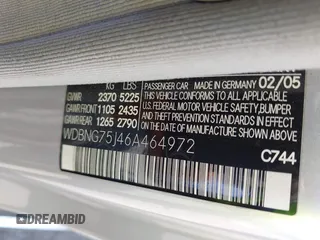 KG LBS
GVWR 2370 5225
GAWR FRONT 1105 2435
GAWR REAR 1265 2790
PASSENGER CAR MADE IN GERMANY 02/05
THIS VEHICLE CONFORMS TO ALL APPLICABLE U.S.
FEDERAL MOTOR VEHICLE SAFETY, BUMPER
AND THEFT PREVENTION STANDARDS IN
EFFECT ON THE DATE OF MANUFACTURE
SHOWN ABOVE
WDBNG75J46A464972
C744
DREAMBID